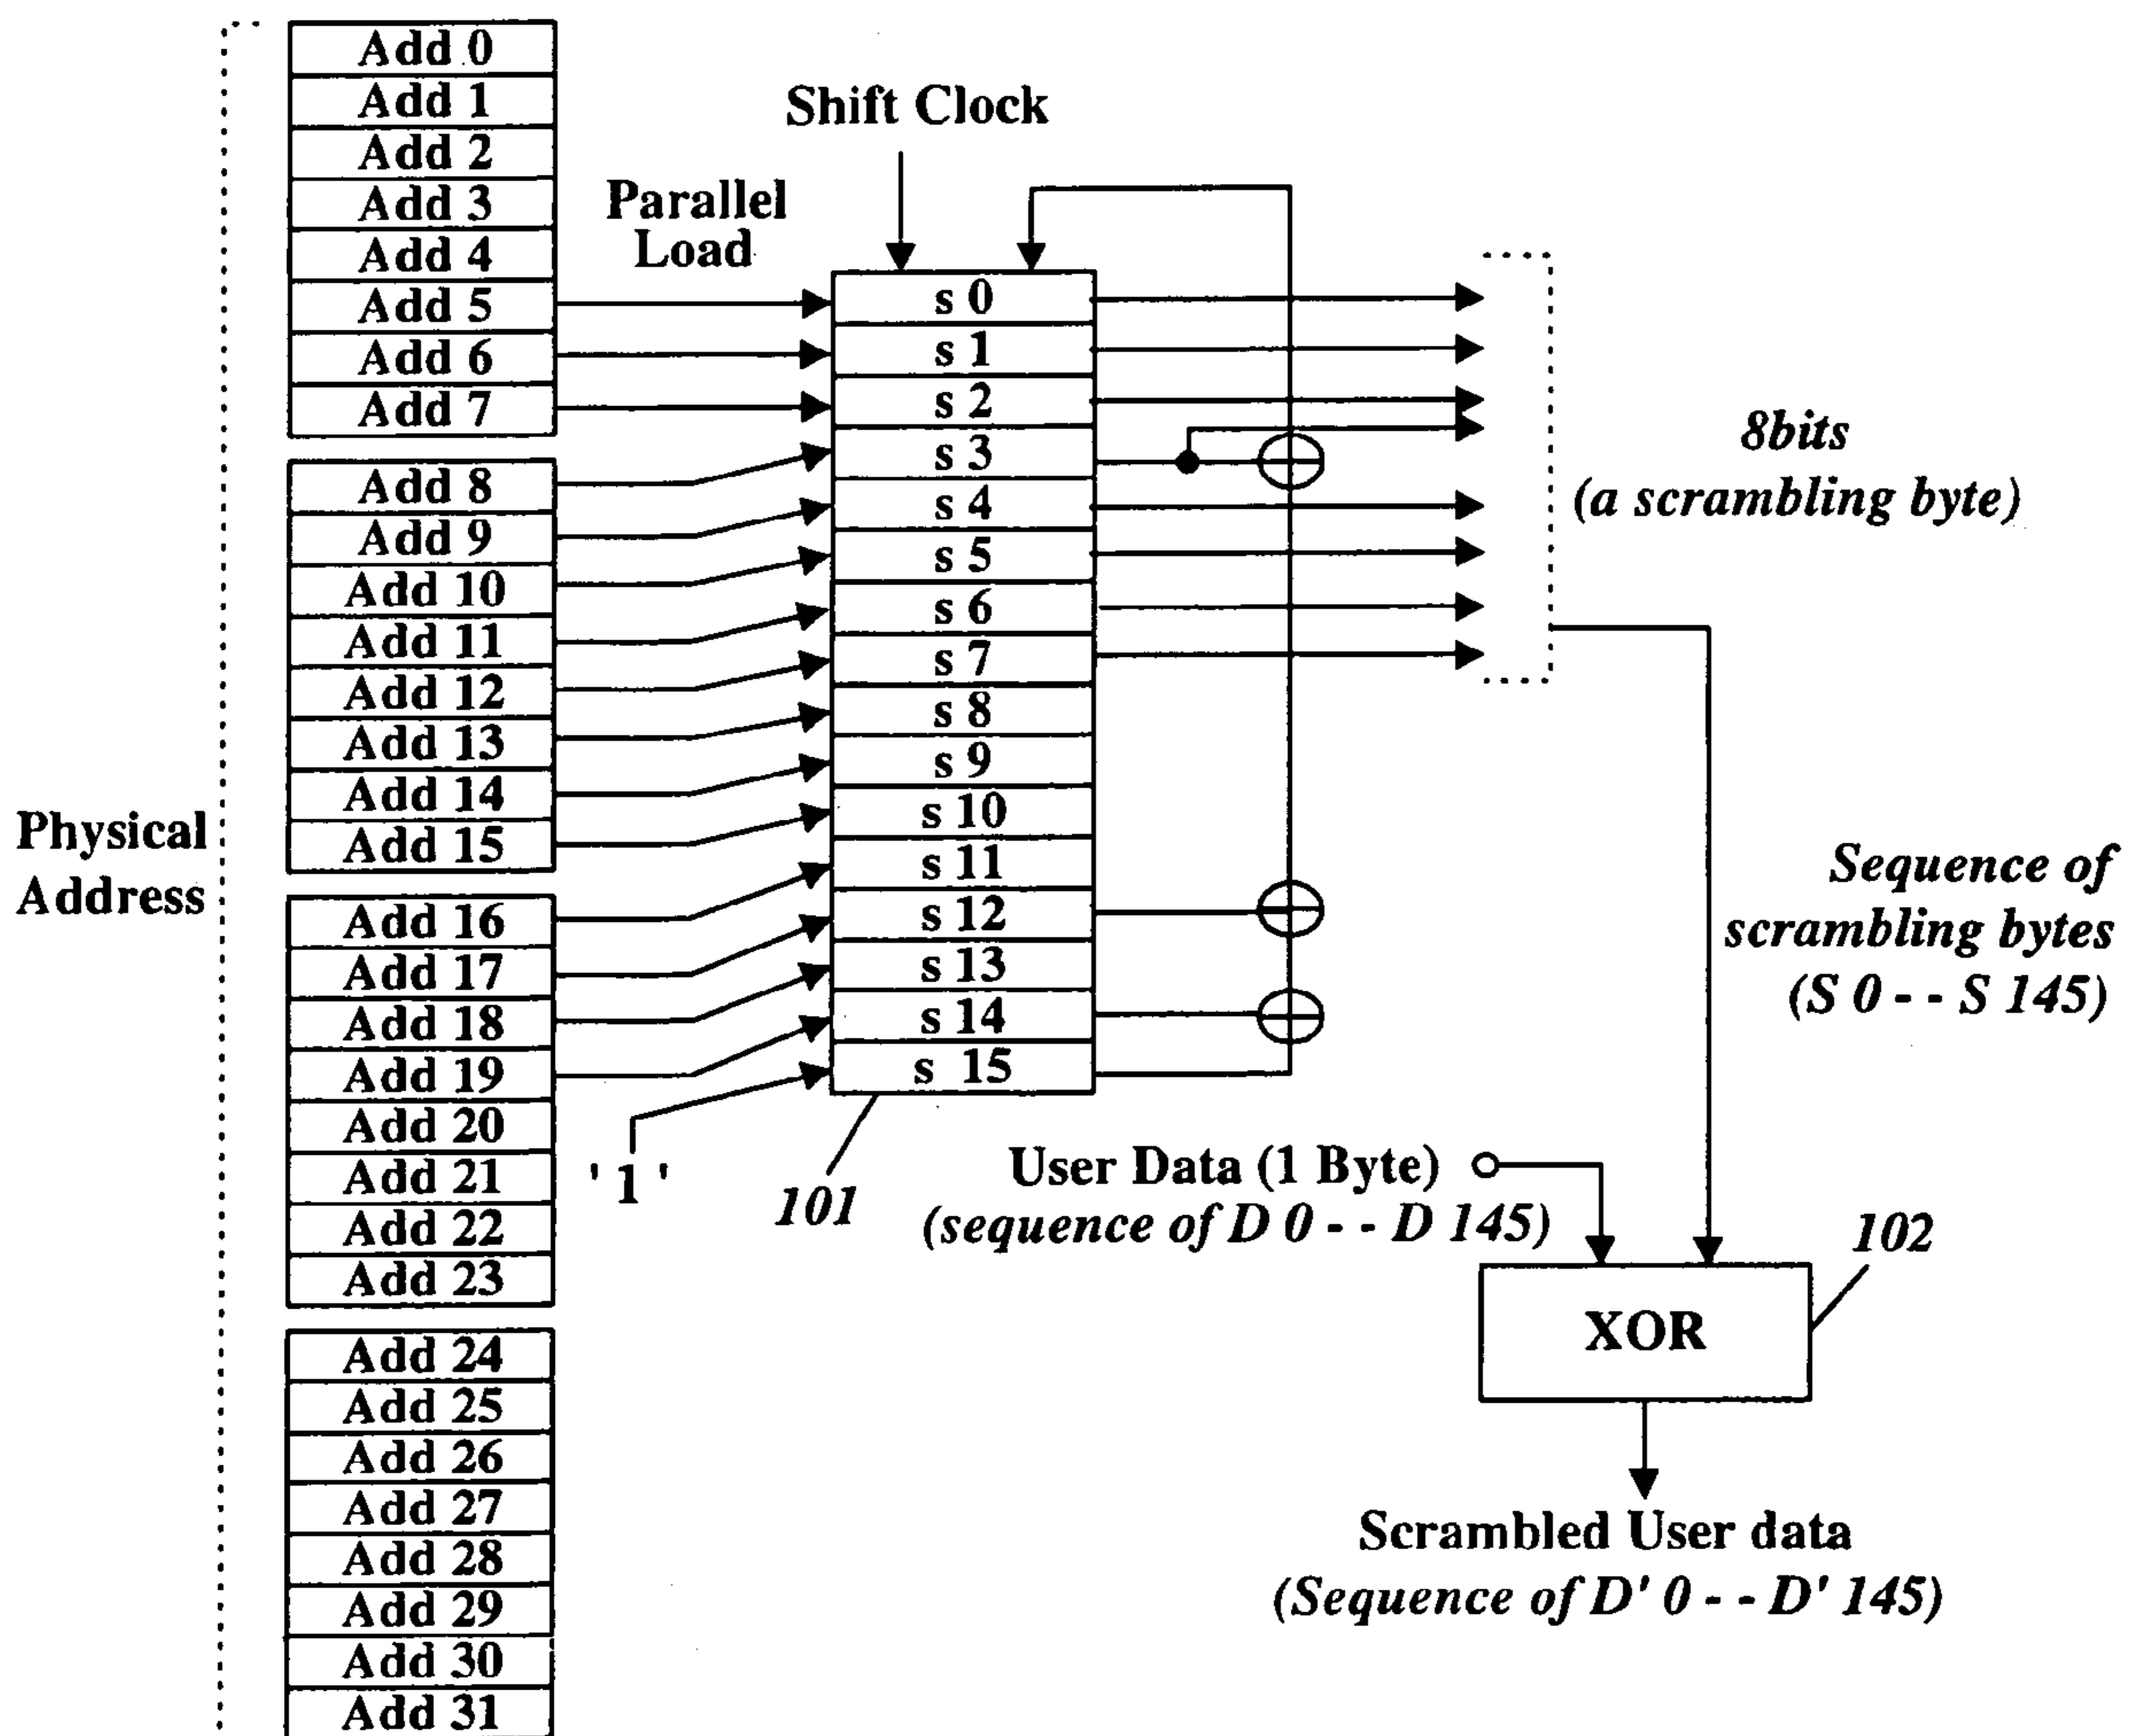 Physical
Address
Add 0
Add 1
Add 2
Add 3
Add 4
Add 5
Add 6
Add 7
Add 8
Add 9
Add 10
Add 11
Add 12
Add 13
Add 14
Add 15
Add 16
Add 17
Add 18
Add 19
Add 20
Add 21
Add 22
Add 23
Add 24
Add 25
Add 26
Add 27
Add 28
Add 29
Add 30
Add 31
Parallel
Load
'1'
Shift Clock
s 0
s 1
s 2
s 3
s 4
s 5
s 6
s 7
s 8
s 9
s 10
s 11
s 12
s 13
s 14
s 15
101
8bits
(a scrambling byte)
Sequence of
scrambling bytes
(S 0 - - S 145)
User Data (1 Byte)
(sequence of D 0 - - D 145)
102
XOR
Scrambled User data
(Sequence of D' 0 - - D' 145)